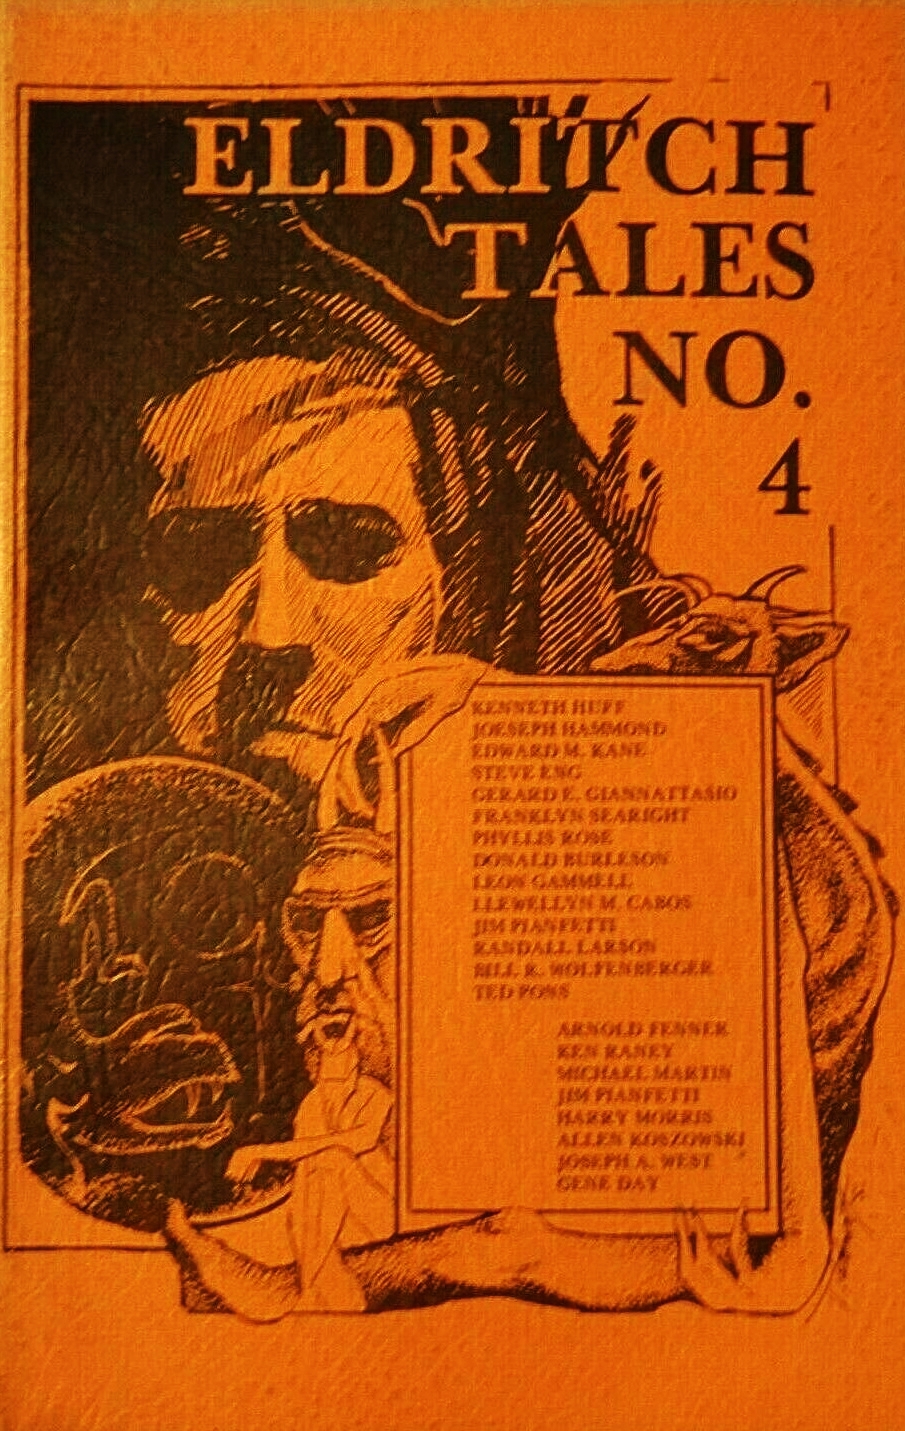 ELDRITCH
TALES
NO.
4
KENNETH HUFF
JOESEPH HAMMOND
EDWARD M. KANE
STEVE ENG
GERARD E. GIANNATTASIO
FRANKLYN SEARIGHT
PHYLLIS ROSE
DONALD BURLESON
LEON GAMMELL
LLEWELLYN M. CABOS
JIM PIANFETTI
RANDALL LARSON
BILL R. WOLFENBERGER
TED PONS
ARNOLD FENNER
KEN RANEY
MICHAEL MARTIN
JIM PIANFETTI
HARRY MORRIS
ALLEN KOSZOWSKI
JOSEPH A. WEST
GENE DAY